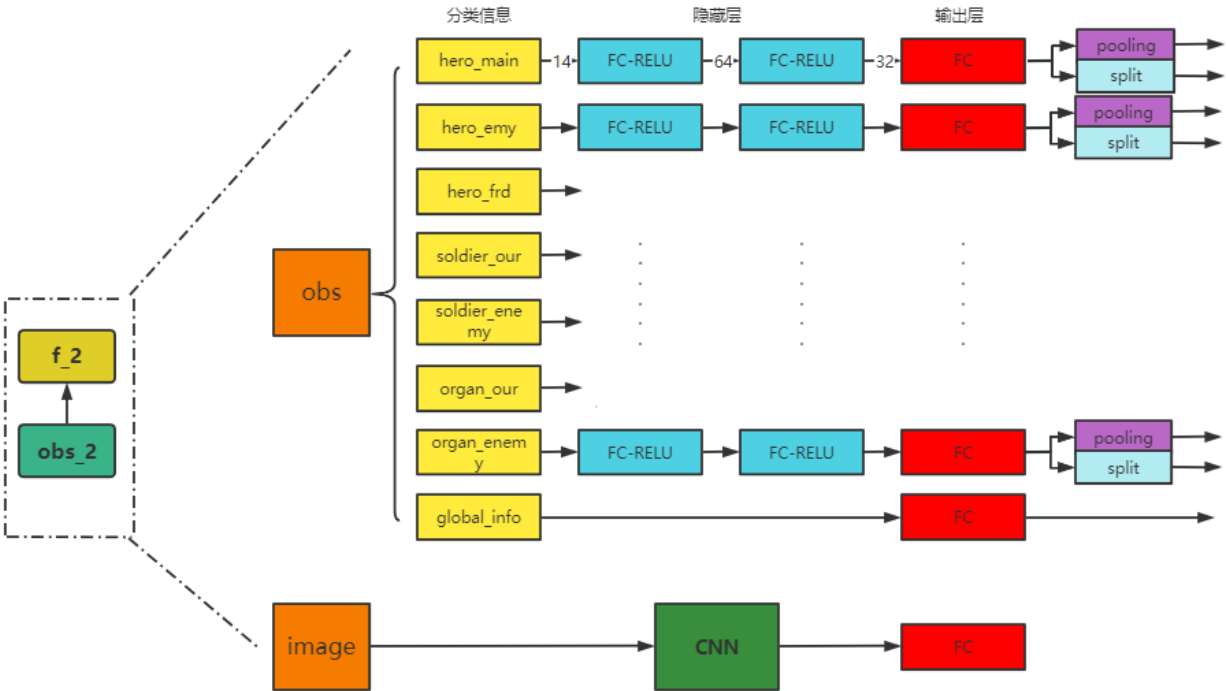 分类信息 隐藏层 输出层
hero_main 14 FC-RELU 64 FC-RELU 32 FC pooling
split
hero_emy FC-RELU FC-RELU FC pooling
split
hero_frd
soldier_our
obs
soldier_ene
my
f_2
organ_our
obs_2
organ_enem
y
FC-RELU FC-RELU FC pooling
split
global_info FC
image CNN FC